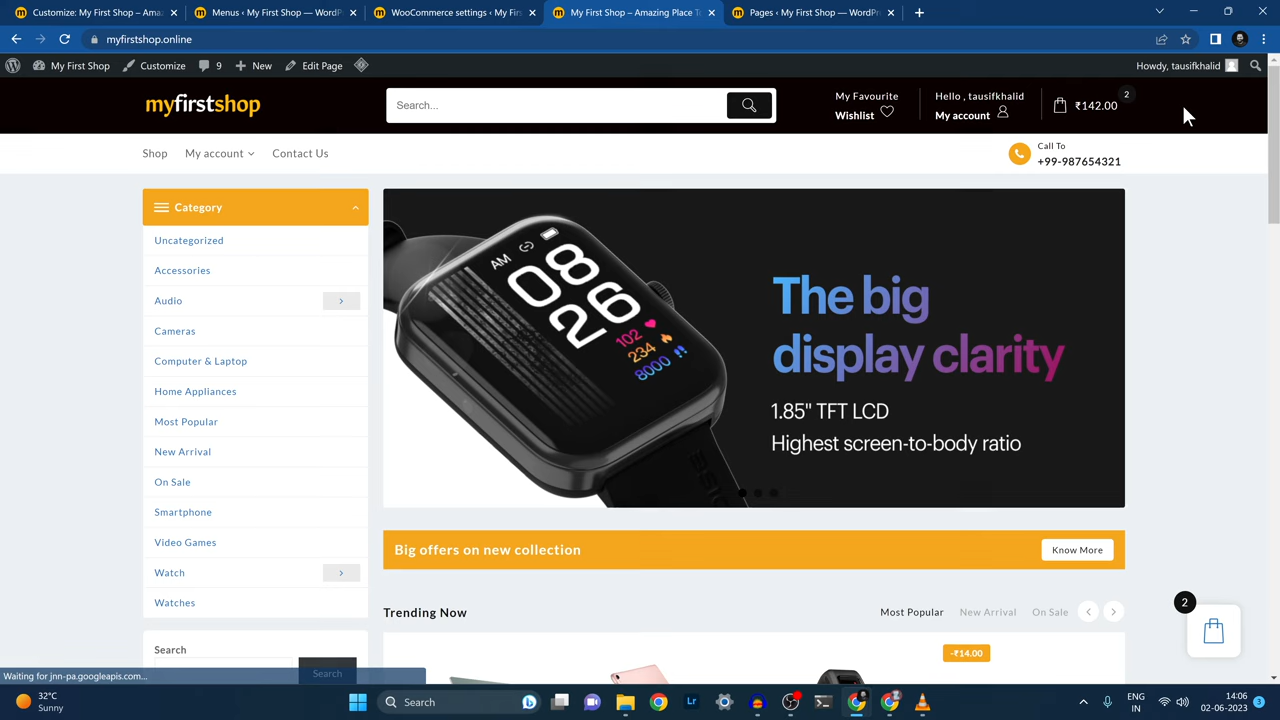 Customize: My First Shop – Amaz
Menus ‹ My First Shop — WordPr
WooCommerce settings ‹ My Firs
My First Shop – Amazing Place T
Pages ‹ My First Shop — WordPr
myfirstshop.online
My First Shop
Customize
9
New
Edit Page
Howdy, tausifkhalid
myfirstshop
Search...
My Favourite
Wishlist
Hello , tausifkhalid
My account
₹142.00
2
Shop
My account
Contact Us
Call To
+99-987654321
Category
Uncategorized
Accessories
Audio
Cameras
Computer & Laptop
Home Appliances
Most Popular
New Arrival
On Sale
Smartphone
Video Games
Watch
Watches
AM
08
26
102
234
8000
The big
display clarity
1.85" TFT LCD
Highest screen-to-body ratio
Big offers on new collection
Know More
Trending Now
Most Popular
New Arrival
On Sale
2
-₹14.00
Search
Search
Waiting for jnn-pa.googleapis.com...
32°C
Sunny
Search
Lr
ENG
IN
14:06
02-06-2023
3